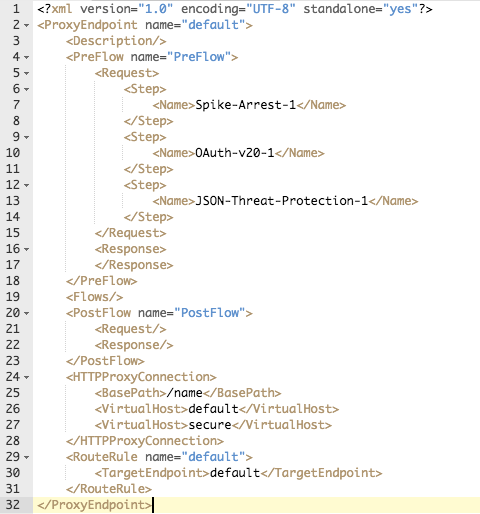 1 <?xml version="1.0" encoding="UTF-8" standalone="yes"?>
2 <ProxyEndpoint name="default">
3     <Description/>
4     <PreFlow name="PreFlow">
5         <Request>
6             <Step>
7                 <Name>Spike-Arrest-1</Name>
8             </Step>
9             <Step>
10                 <Name>OAuth-v20-1</Name>
11             </Step>
12             <Step>
13                 <Name>JSON-Threat-Protection-1</Name>
14             </Step>
15         </Request>
16         <Response>
17         </Response>
18     </PreFlow>
19     <Flows/>
20     <PostFlow name="PostFlow">
21         <Request/>
22         <Response/>
23     </PostFlow>
24     <HTTPProxyConnection>
25         <BasePath>/name</BasePath>
26         <VirtualHost>default</VirtualHost>
27         <VirtualHost>secure</VirtualHost>
28     </HTTPProxyConnection>
29     <RouteRule name="default">
30         <TargetEndpoint>default</TargetEndpoint>
31     </RouteRule>
32 </ProxyEndpoint>